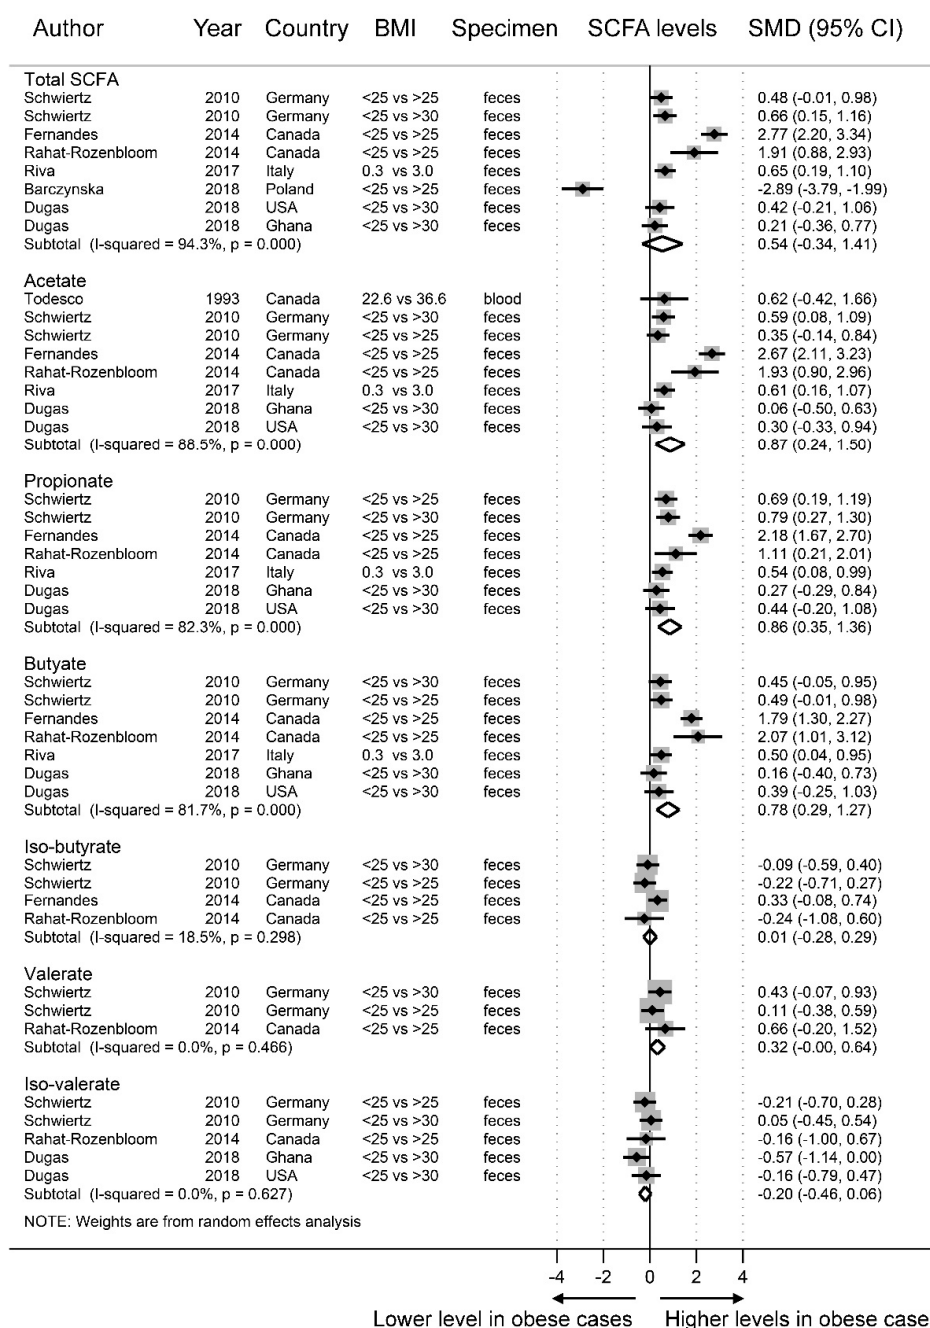 Author Year Country BMI Specimen SCFA levels SMD (95% CI)
Total SCFA
Schwiertz 2010 Germany <25 vs >25 feces 0.48 (-0.01, 0.98)
Schwiertz 2010 Germany <25 vs >30 feces 0.66 (0.15, 1.16)
Fernandes 2014 Canada <25 vs >25 feces 2.77 (2.20, 3.34)
Rahat-Rozenbloom 2014 Canada <25 vs >25 feces 1.91 (0.88, 2.93)
Riva 2017 Italy 0.3 vs 3.0 feces 0.65 (0.19, 1.10)
Barczynska 2018 Poland <25 vs >25 feces -2.89 (-3.79, -1.99)
Dugas 2018 USA <25 vs >30 feces 0.42 (-0.21, 1.06)
Dugas 2018 Ghana <25 vs >30 feces 0.21 (-0.36, 0.77)
Subtotal (I-squared = 94.3%, p = 0.000) 0.54 (-0.34, 1.41)
Acetate
Todesco 1993 Canada 22.6 vs 36.6 blood 0.62 (-0.42, 1.66)
Schwiertz 2010 Germany <25 vs >30 feces 0.59 (0.08, 1.09)
Schwiertz 2010 Germany <25 vs >25 feces 0.35 (-0.14, 0.84)
Fernandes 2014 Canada <25 vs >25 feces 2.67 (2.11, 3.23)
Rahat-Rozenbloom 2014 Canada <25 vs >25 feces 1.93 (0.90, 2.96)
Riva 2017 Italy 0.3 vs 3.0 feces 0.61 (0.16, 1.07)
Dugas 2018 Ghana <25 vs >30 feces 0.06 (-0.50, 0.63)
Dugas 2018 USA <25 vs >30 feces 0.30 (-0.33, 0.94)
Subtotal (I-squared = 88.5%, p = 0.000) 0.87 (0.24, 1.50)
Propionate
Schwiertz 2010 Germany <25 vs >25 feces 0.69 (0.19, 1.19)
Schwiertz 2010 Germany <25 vs >30 feces 0.79 (0.27, 1.30)
Fernandes 2014 Canada <25 vs >25 feces 2.18 (1.67, 2.70)
Rahat-Rozenbloom 2014 Canada <25 vs >25 feces 1.11 (0.21, 2.01)
Riva 2017 Italy 0.3 vs 3.0 feces 0.54 (0.08, 0.99)
Dugas 2018 Ghana <25 vs >30 feces 0.27 (-0.29, 0.84)
Dugas 2018 USA <25 vs >30 feces 0.44 (-0.20, 1.08)
Subtotal (I-squared = 82.3%, p = 0.000) 0.86 (0.35, 1.36)
Butyate
Schwiertz 2010 Germany <25 vs >30 feces 0.45 (-0.05, 0.95)
Schwiertz 2010 Germany <25 vs >25 feces 0.49 (-0.01, 0.98)
Fernandes 2014 Canada <25 vs >25 feces 1.79 (1.30, 2.27)
Rahat-Rozenbloom 2014 Canada <25 vs >25 feces 2.07 (1.01, 3.12)
Riva 2017 Italy 0.3 vs 3.0 feces 0.50 (0.04, 0.95)
Dugas 2018 Ghana <25 vs >30 feces 0.16 (-0.40, 0.73)
Dugas 2018 USA <25 vs >30 feces 0.39 (-0.25, 1.03)
Subtotal (I-squared = 81.7%, p = 0.000) 0.78 (0.29, 1.27)
Iso-butyrate
Schwiertz 2010 Germany <25 vs >30 feces -0.09 (-0.59, 0.40)
Schwiertz 2010 Germany <25 vs >25 feces -0.22 (-0.71, 0.27)
Fernandes 2014 Canada <25 vs >25 feces 0.33 (-0.08, 0.74)
Rahat-Rozenbloom 2014 Canada <25 vs >25 feces -0.24 (-1.08, 0.60)
Subtotal (I-squared = 18.5%, p = 0.298) 0.01 (-0.28, 0.29)
Valerate
Schwiertz 2010 Germany <25 vs >30 feces 0.43 (-0.07, 0.93)
Schwiertz 2010 Germany <25 vs >25 feces 0.11 (-0.38, 0.59)
Rahat-Rozenbloom 2014 Canada <25 vs >25 feces 0.66 (-0.20, 1.52)
Subtotal (I-squared = 0.0%, p = 0.466) 0.32 (-0.00, 0.64)
Iso-valerate
Schwiertz 2010 Germany <25 vs >25 feces -0.21 (-0.70, 0.28)
Schwiertz 2010 Germany <25 vs >30 feces 0.05 (-0.45, 0.54)
Rahat-Rozenbloom 2014 Canada <25 vs >25 feces -0.16 (-1.00, 0.67)
Dugas 2018 Ghana <25 vs >30 feces -0.57 (-1.14, 0.00)
Dugas 2018 USA <25 vs >30 feces -0.16 (-0.79, 0.47)
Subtotal (I-squared = 0.0%, p = 0.627) -0.20 (-0.46, 0.06)
NOTE: Weights are from random effects analysis
-4 -2 0 2 4
Lower level in obese cases Higher levels in obese case